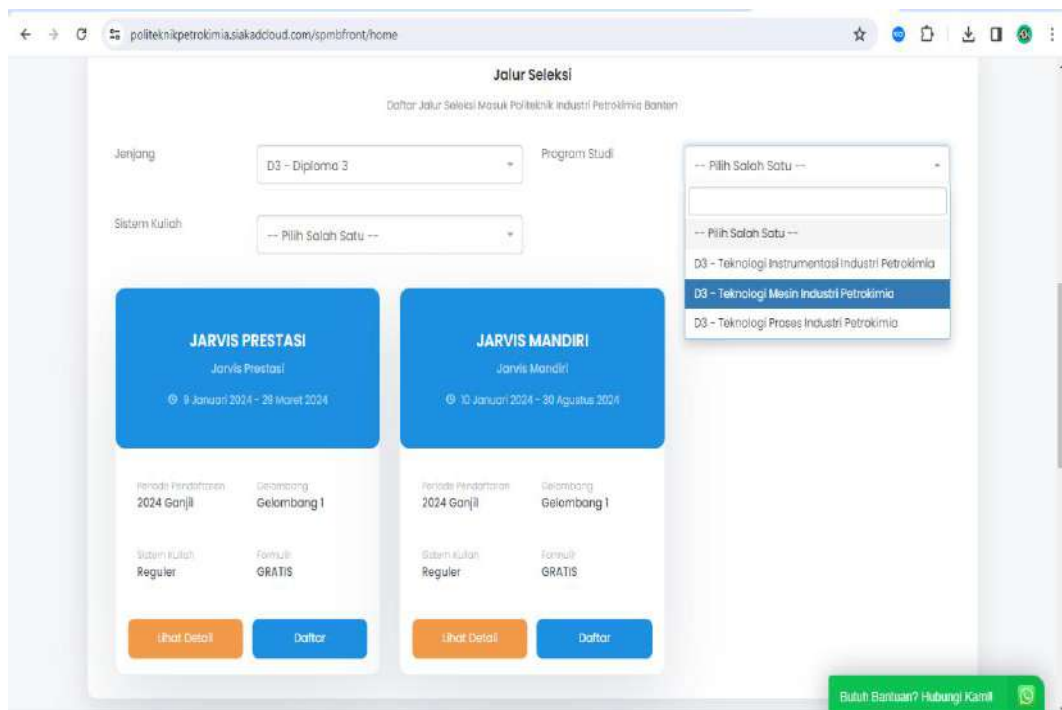 politeknikpetrokimia.siakadcloud.com/spmbfront/home
Jalur Seleksi
Daftar Jalur Seleksi Masuk Politeknik Industri Petrokimia Banten
Jenjang
D3 - Diploma 3
Program Studi
-- Pilih Salah Satu --
Sistem Kuliah
-- Pilih Salah Satu --
-- Pilih Salah Satu --
D3 - Teknologi Instrumentasi Industri Petrokimia
D3 - Teknologi Mesin Industri Petrokimia
D3 - Teknologi Proses Industri Petrokimia
JARVIS PRESTASI
Jarvis Prestasi
9 Januari 2024 - 29 Maret 2024
Periode Pendaftaran
Gelombang
2024 Ganjil
Gelombang 1
Sistem Kuliah
Formulir
Reguler
GRATIS
Lihat Detail
Daftar
JARVIS MANDIRI
Jarvis Mandiri
10 Januari 2024 - 30 Agustus 2024
Periode Pendaftaran
Gelombang
2024 Ganjil
Gelombang 1
Sistem Kuliah
Formulir
Reguler
GRATIS
Lihat Detail
Daftar
Butuh Bantuan? Hubungi Kami!